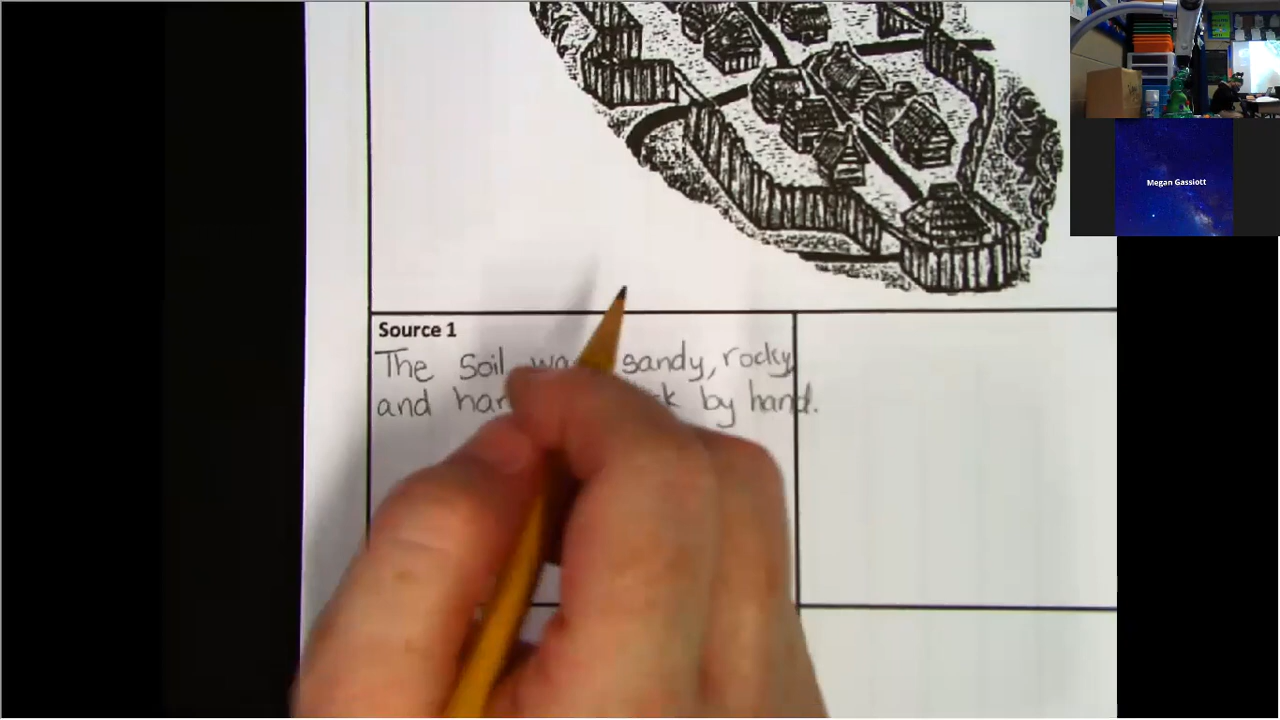 Megan Gassiott
Source 1
The Soil sandy, rocky
and by hand.